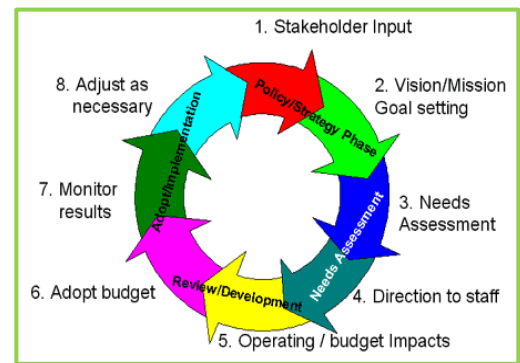 1. Stakeholder Input
2. Vision/Mission
Goal setting
3. Needs
Assessment
4. Direction to staff
5. Operating / budget Impacts
6. Adopt budget
7. Monitor
results
8. Adjust as
necessary
Policy/Strategy Phase
Needs Assessment
Review/Development
Adopt/Implementation